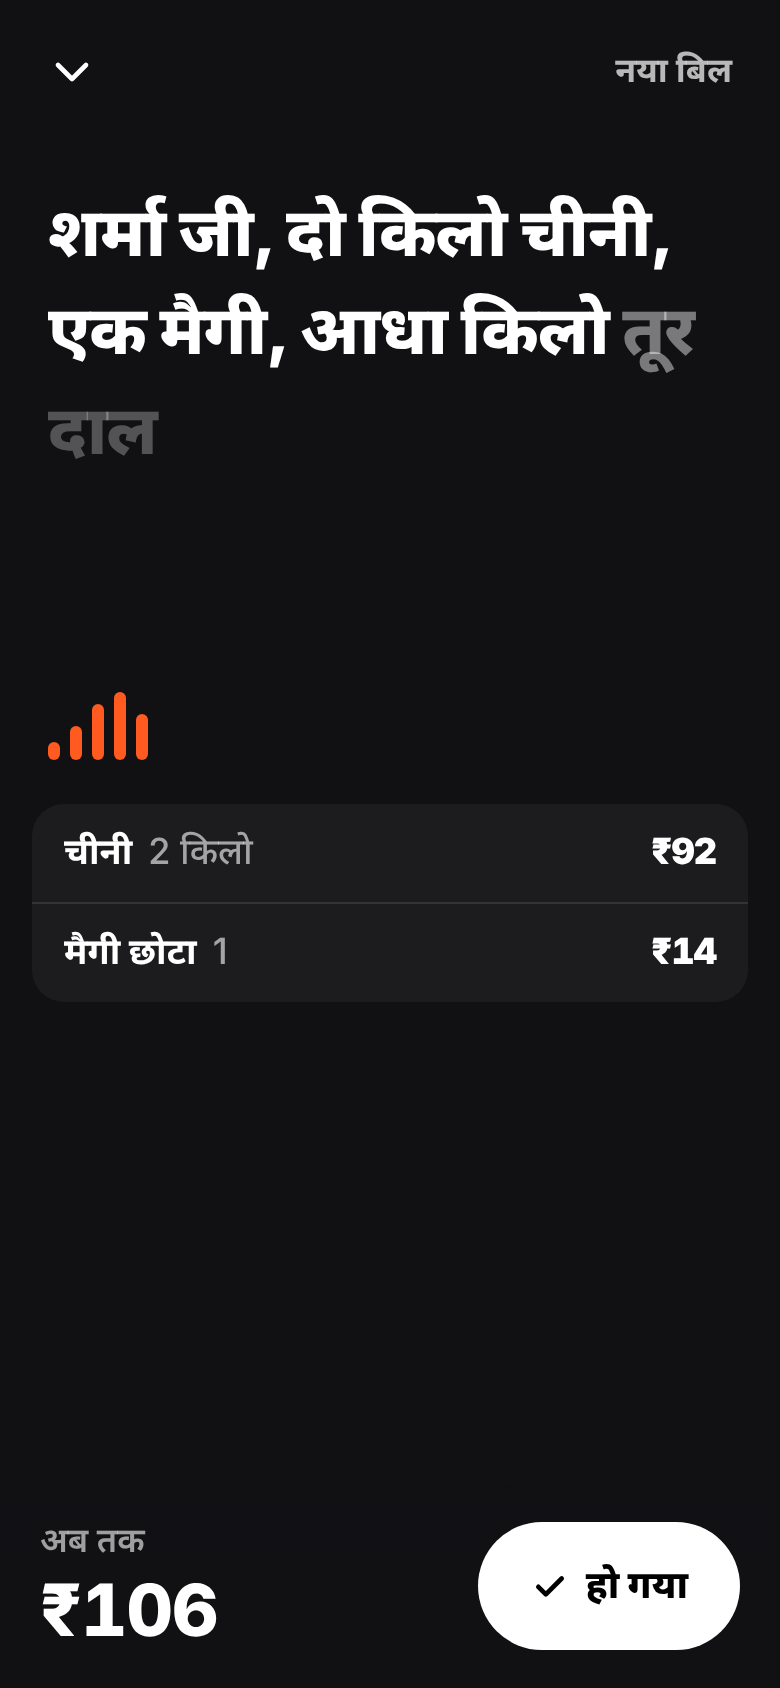 नया बिल
शर्मा जी, दो किलो चीनी,
एक मैगी, आधा किलो तूर
दाल
चीनी 2 किलो ₹92
मैगी छोटा 1 ₹14
अब तक
₹106
हो गया